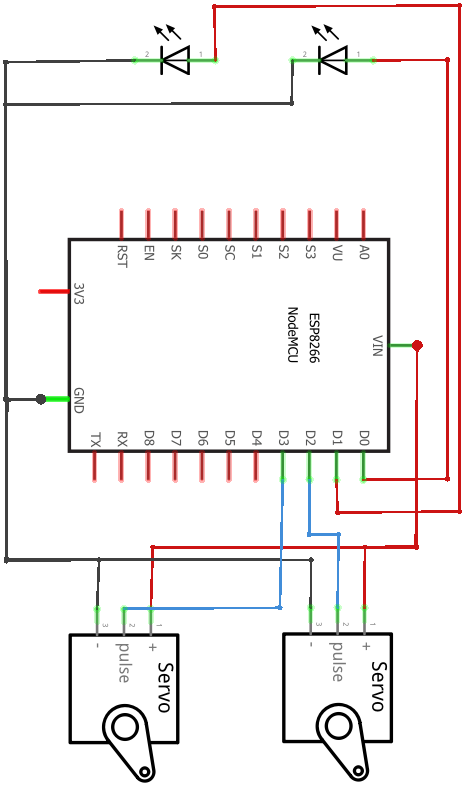 2 1 2 1
RST EN SK S0 SC S1 S2 S3 VU A0
3V3
ESP8266
NodeMCU
VIN
GND
TX RX D8 D7 D6 D5 D4 D3 D2 D1 D0
3 2 1 3 2 1
- pulse + - pulse +
Servo Servo